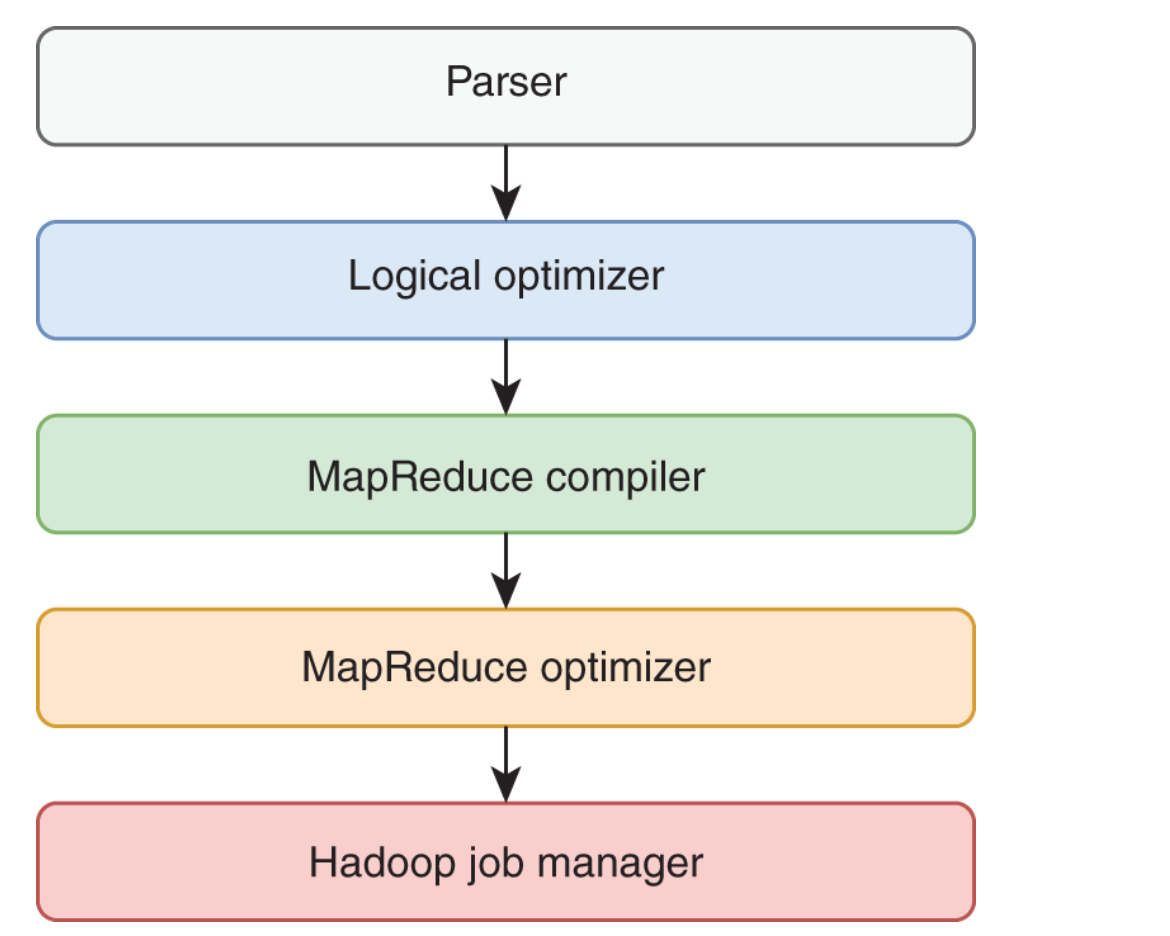 Parser
Logical optimizer
MapReduce compiler
MapReduce optimizer
Hadoop job manager